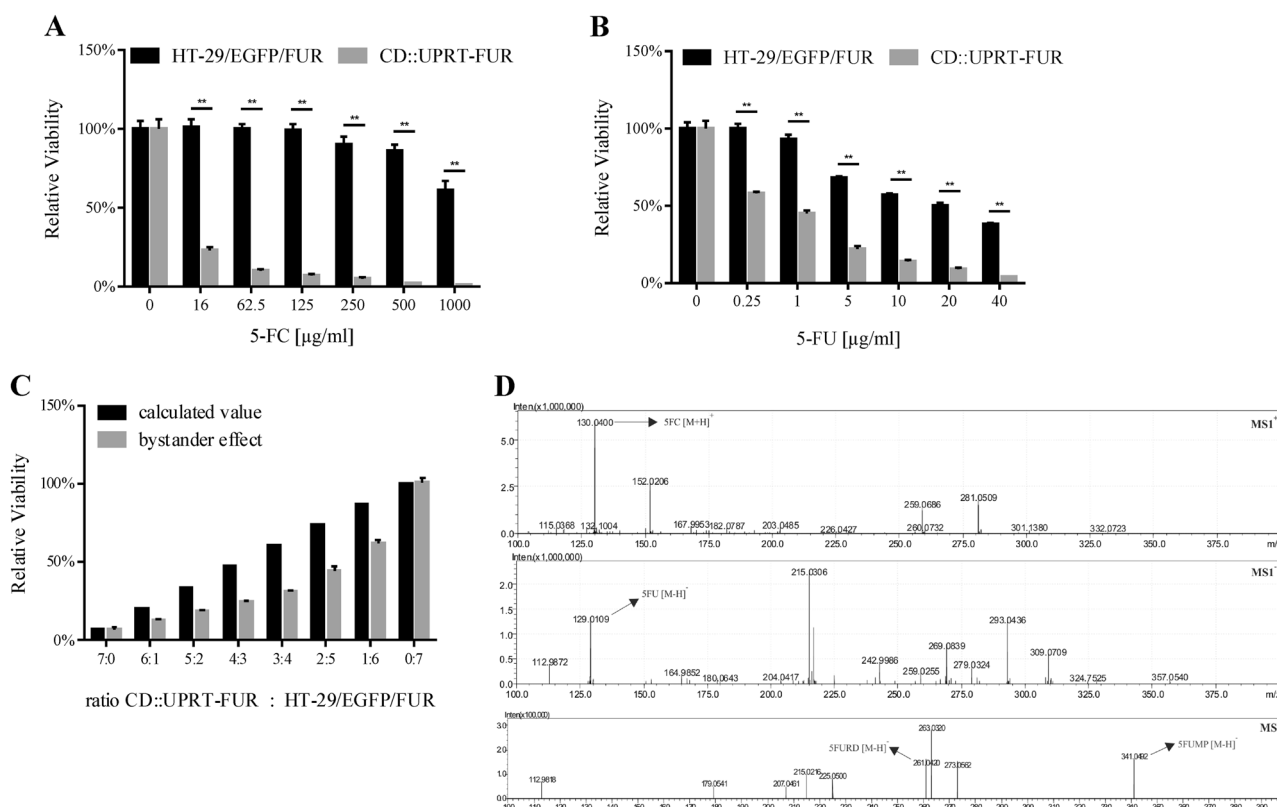 A
150%
HT-29/EGFP/FUR
CD::UPRT-FUR
** ** ** ** ** **
100%
Relative Viability
50%
0%
0 16 62.5 125 250 500 1000
5-FC [µg/ml]
B
150%
HT-29/EGFP/FUR
CD::UPRT-FUR
** ** ** ** ** **
100%
Relative Viability
50%
0%
0 0.25 1 5 10 20 40
5-FU [µg/ml]
C
150%
calculated value
bystander effect
100%
Relative Viability
50%
0%
7:0 6:1 5:2 4:3 3:4 2:5 1:6 0:7
ratio CD::UPRT-FUR : HT-29/EGFP/FUR
D
Inten.(x1,000,000)
130.0400
5FC [M+H]+
MS1+
5.0
2.5
0.0
152.0206
259.0686
281.0509
115.0368 132.1004 167.9953 182.0787 203.0485 226.0427 260.0732 301.1380 332.0723
100.0 125.0 150.0 175.0 200.0 225.0 250.0 275.0 300.0 325.0 350.0 375.0 m/
Inten.(x1,000,000)
215.0306
5FU [M-H]-
MS1-
2.0
1.5
1.0
0.5
0.0
129.0109
293.0436
112.9872 164.9852 180.0643 204.0417 242.9986 259.0255 269.0839 279.0324 309.0709 324.7525 357.0540
100.0 125.0 150.0 175.0 200.0 225.0 250.0 275.0 300.0 325.0 350.0 375.0 m/
Inten.(x100,000)
263.0320
5FURD [M-H]-
5FUMP [M-H]-
MS
3.0
2.0
1.0
0.0
112.9818 179.0541 207.0461 215.0216 225.0500 261.0420 273.0562 341.0492